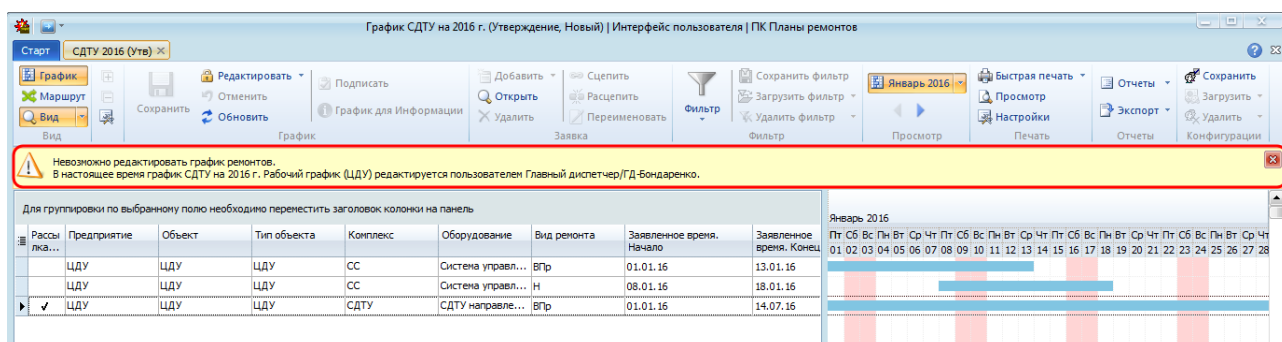 График СДТУ на 2016 г. (Утверждение, Новый) | Интерфейс пользователя | ПК Планы ремонтов
Старт СДТУ 2016 (Утв)
График Редактировать Подписать Добавить Сцепить Сохранить фильтр Январь 2016 Быстрая печать Отчеты Сохранить
Маршрут Сохранить Отменить Открыть Расцепить Фильтр Загрузить фильтр Просмотр Загрузить
Вид Обновить График для Информации Удалить Переименовать Удалить фильтр Настройки Экспорт Удалить
Вид График Заявка Фильтр Просмотр Печать Отчеты Конфигурации
Невозможно редактировать график ремонтов.
В настоящее время график СДТУ на 2016 г. Рабочий график (ЦДУ) редактируется пользователем Главный диспетчер/ГД-Бондаренко.
Для группировки по выбранному полю необходимо переместить заголовок колонки на панель
Январь 2016
Рассы Предприятие Объект Тип объекта Комплекс Оборудование Вид ремонта Заявленное время. Заявленное Пт Сб Вс Пн Вт Ср Чт Пт Сб Вс Пн Вт Ср Чт Пт Сб Вс Пн Вт Ср Чт Пт Сб Вс Пн Вт Ср Чт
лка... Начало время. Конец 01 02 03 04 05 06 07 08 09 10 11 12 13 14 15 16 17 18 19 20 21 22 23 24 25 26 27 28
ЦДУ ЦДУ ЦДУ СС Система управл... ВПр 01.01.16 13.01.16
ЦДУ ЦДУ ЦДУ СС Система управл... Н 08.01.16 18.01.16
ЦДУ ЦДУ ЦДУ СДТУ СДТУ направле... ВПр 01.01.16 14.07.16